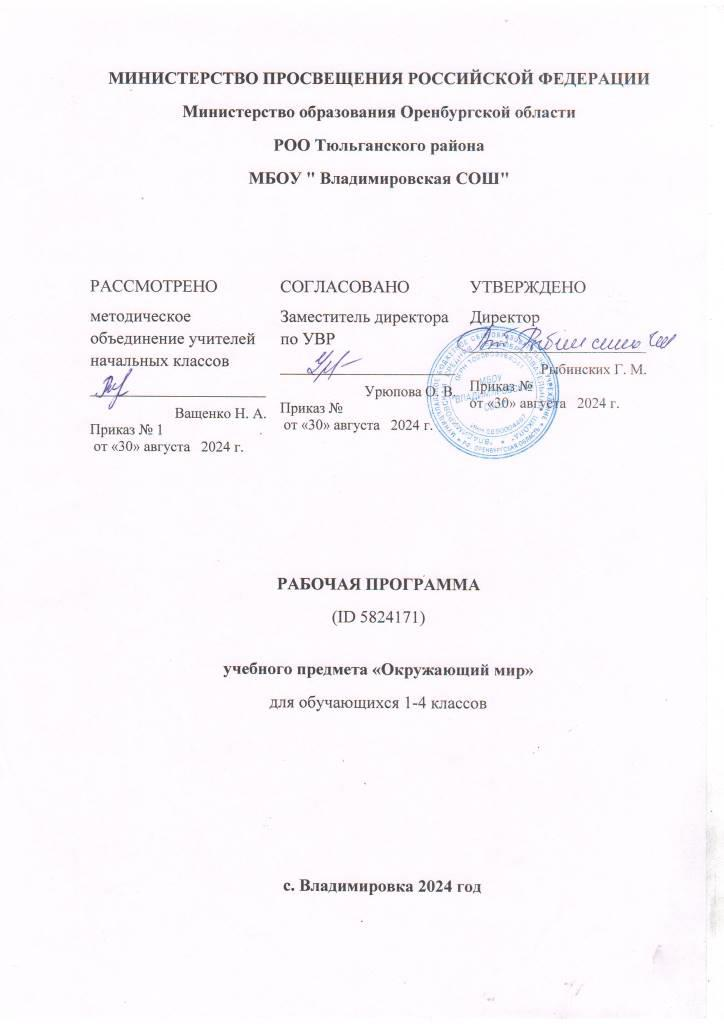 МИНИСТЕРСТВО ПРОСВЕЩЕНИЯ РОССИЙСКОЙ ФЕДЕРАЦИИ
Министерство образования Оренбургской области
РОО Тюльганского района
МБОУ " Владимировская СОШ"
РАССМОТРЕНО
методическое
объединение учителей
начальных классов
Ващенко Н. А.
Приказ № 1
от «30» августа 2024 г.
СОГЛАСОВАНО
Заместитель директора
по УВР
Урюпова О. В.
Приказ №
от «30» августа 2024 г.
УТВЕРЖДЕНО
Директор
Рыбинских Г. М.
Приказ №
от «30» августа 2024 г.
РАБОЧАЯ ПРОГРАММА
(ID 5824171)
учебного предмета «Окружающий мир»
для обучающихся 1-4 классов
с. Владимировка 2024 год